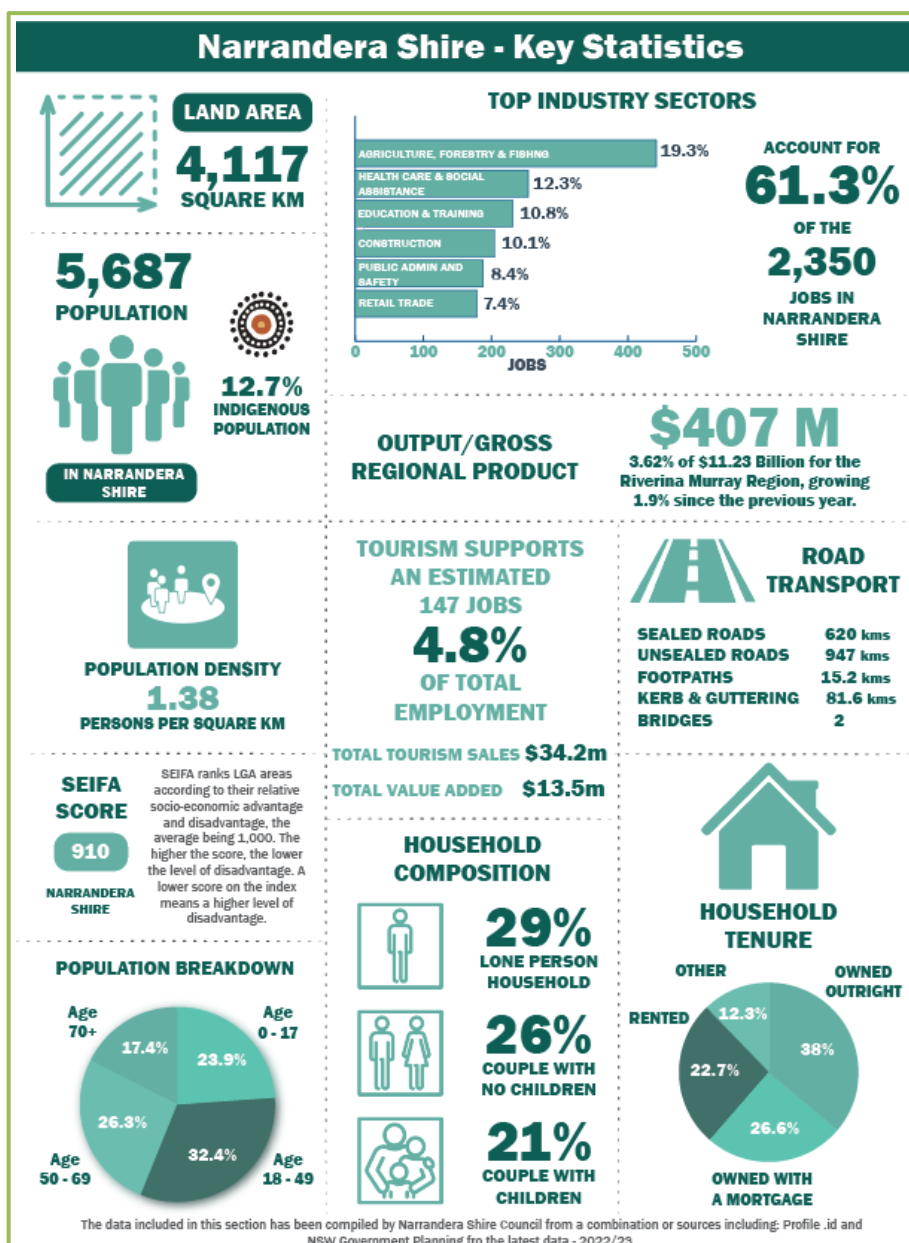 Narrandera Shire - Key Statistics
LAND AREA
4,117
SQUARE KM
5,687
POPULATION
12.7%
INDIGENOUS
POPULATION
IN NARRANDERA
SHIRE
TOP INDUSTRY SECTORS
AGRICULTURE, FORESTRY & FISHNG
19.3%
HEALTH CARE & SOCIAL
ASSISTANCE
12.3%
EDUCATION & TRAINING
10.8%
CONSTRUCTION
10.1%
PUBLIC ADMIN AND
SAFETY
8.4%
RETAIL TRADE
7.4%
0 100 200 300 400 500
JOBS
ACCOUNT FOR
61.3%
OF THE
2,350
JOBS IN
NARRANDERA
SHIRE
OUTPUT/GROSS
REGIONAL PRODUCT
$407 M
3.62% of $11.23 Billion for the
Riverina Murray Region, growing
1.9% since the previous year.
POPULATION DENSITY
1.38
PERSONS PER SQUARE KM
TOURISM SUPPORTS
AN ESTIMATED
147 JOBS
4.8%
OF TOTAL
EMPLOYMENT
TOTAL TOURISM SALES $34.2m
TOTAL VALUE ADDED $13.5m
ROAD
TRANSPORT
SEALED ROADS 620 kms
UNSEALED ROADS 947 kms
FOOTPATHS 15.2 kms
KERB & GUTTERING 81.6 kms
BRIDGES 2
SEIFA
SCORE
910
NARRANDERA
SHIRE
SEIFA ranks LGA areas
according to their relative
socio-economic advantage
and disadvantage, the
average being 1,000. The
higher the score, the lower
the level of disadvantage. A
lower score on the index
means a higher level of
disadvantage.
HOUSEHOLD
COMPOSITION
29%
LONE PERSON
HOUSEHOLD
26%
COUPLE WITH
NO CHILDREN
21%
COUPLE WITH
CHILDREN
HOUSEHOLD
TENURE
OTHER
12.3%
OWNED
OUTRIGHT
38%
RENTED
22.7%
26.6%
OWNED WITH
A MORTGAGE
POPULATION BREAKDOWN
Age
70+
17.4%
Age
0 - 17
23.9%
26.3%
Age
50 - 69
32.4%
Age
18 - 49
The data included in this section has been compiled by Narrandera Shire Council from a combination or sources including: Profile .id and
NSW Government Planning fro the latest data - 2022/23